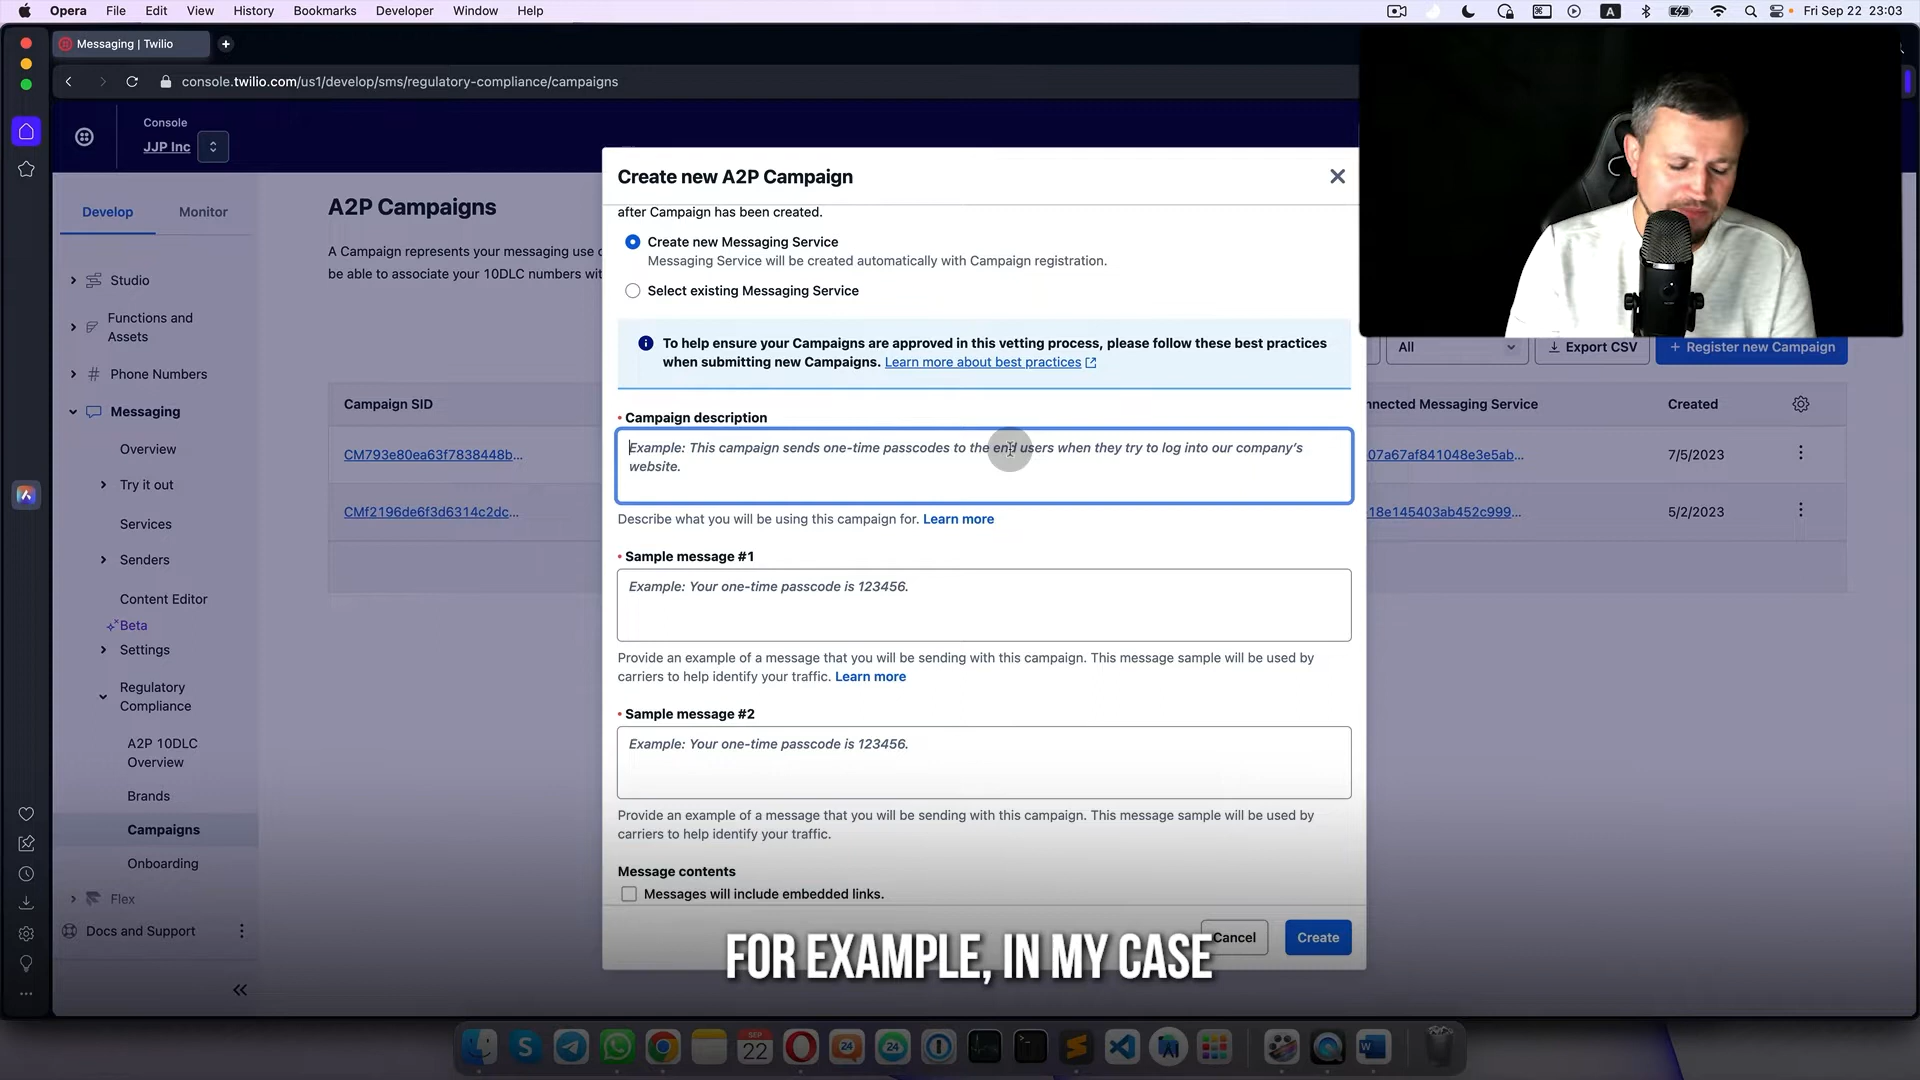 Opera File Edit View History Bookmarks Developer Window Help
A
Fri Sep 22 23:03
Messaging | Twilio
console.twilio.com/us1/develop/sms/regulatory-compliance/campaigns
Console
JJP Inc
Develop
Monitor
Studio
Functions and
Assets
Phone Numbers
Messaging
Overview
Try it out
Services
Senders
Content Editor
Beta
Settings
Regulatory
Compliance
A2P 10DLC
Overview
Brands
Campaigns
Onboarding
Flex
Docs and Support
A2P Campaigns
A Campaign represents your messaging use
be able to associate your 10DLC numbers
All
Export CSV
+ Register new Campaign
Campaign SID
Messaging Service
Created
CM793e80ea63f7838448b...
07a67af841048e3e5ab...
7/5/2023
CMf2196de6f3d6314c2dc...
18e145403ab452c999...
5/2/2023
Create new A2P Campaign
after Campaign has been created.
Create new Messaging Service
Messaging Service will be created automatically with Campaign registration.
Select existing Messaging Service
To help ensure your Campaigns are approved in this vetting process, please follow these best practices
when submitting new Campaigns. Learn more about best practices
• Campaign description
Example: This campaign sends one-time passcodes to the end users when they try to log into our company's
website.
Describe what you will be using this campaign for. Learn more
• Sample message #1
Example: Your one-time passcode is 123456.
Provide an example of a message that you will be sending with this campaign. This message sample will be used by
carriers to help identify your traffic. Learn more
• Sample message #2
Example: Your one-time passcode is 123456.
Provide an example of a message that you will be sending with this campaign. This message sample will be used by
carriers to help identify your traffic.
Message contents
Messages will include embedded links.
Cancel
Create
FOR EXAMPLE, IN MY CASE
SEP
22
24
24
W